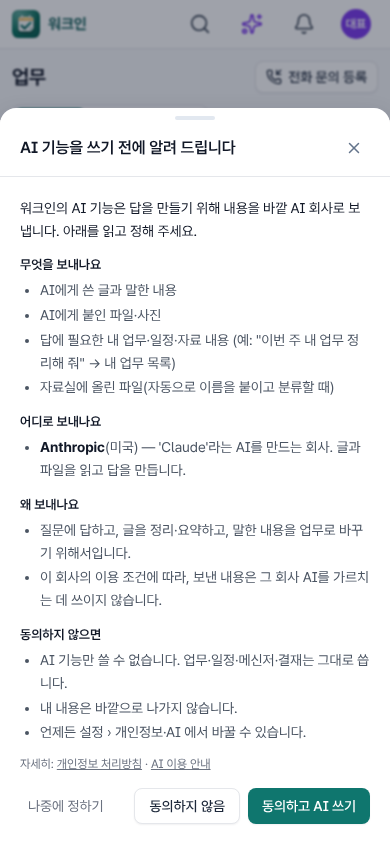 워크인
대표
업무
전화 문의 등록
AI 기능을 쓰기 전에 알려 드립니다
워크인의 AI 기능은 답을 만들기 위해 내용을 바깥 AI 회사로 보
냅니다. 아래를 읽고 정해 주세요.
무엇을 보내나요
• AI에게 쓴 글과 말한 내용
• AI에게 붙인 파일·사진
• 답에 필요한 내 업무·일정·자료 내용 (예: "이번 주 내 업무 정
리해 줘" → 내 업무 목록)
• 자료실에 올린 파일(자동으로 이름을 붙이고 분류할 때)
어디로 보내나요
• Anthropic(미국) — 'Claude'라는 AI를 만드는 회사. 글과
파일을 읽고 답을 만듭니다.
왜 보내나요
• 질문에 답하고, 글을 정리·요약하고, 말한 내용을 업무로 바꾸
기 위해서입니다.
• 이 회사의 이용 조건에 따라, 보낸 내용은 그 회사 AI를 가르치
는 데 쓰이지 않습니다.
동의하지 않으면
• AI 기능만 쓸 수 없습니다. 업무·일정·메신저·결재는 그대로 씁
니다.
• 내 내용은 바깥으로 나가지 않습니다.
• 언제든 설정 › 개인정보·AI 에서 바꿀 수 있습니다.
자세히: 개인정보 처리방침 · AI 이용 안내
나중에 정하기
동의하지 않음
동의하고 AI 쓰기